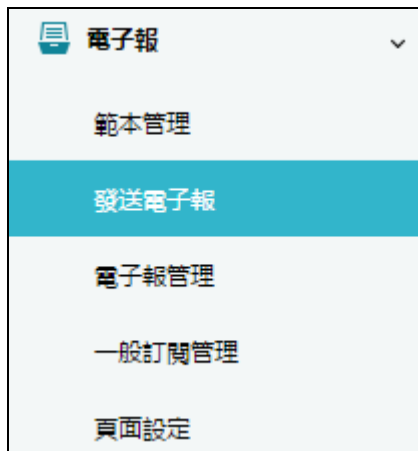 電子報
範本管理
發送電子報
電子報管理
一般訂閱管理
頁面設定